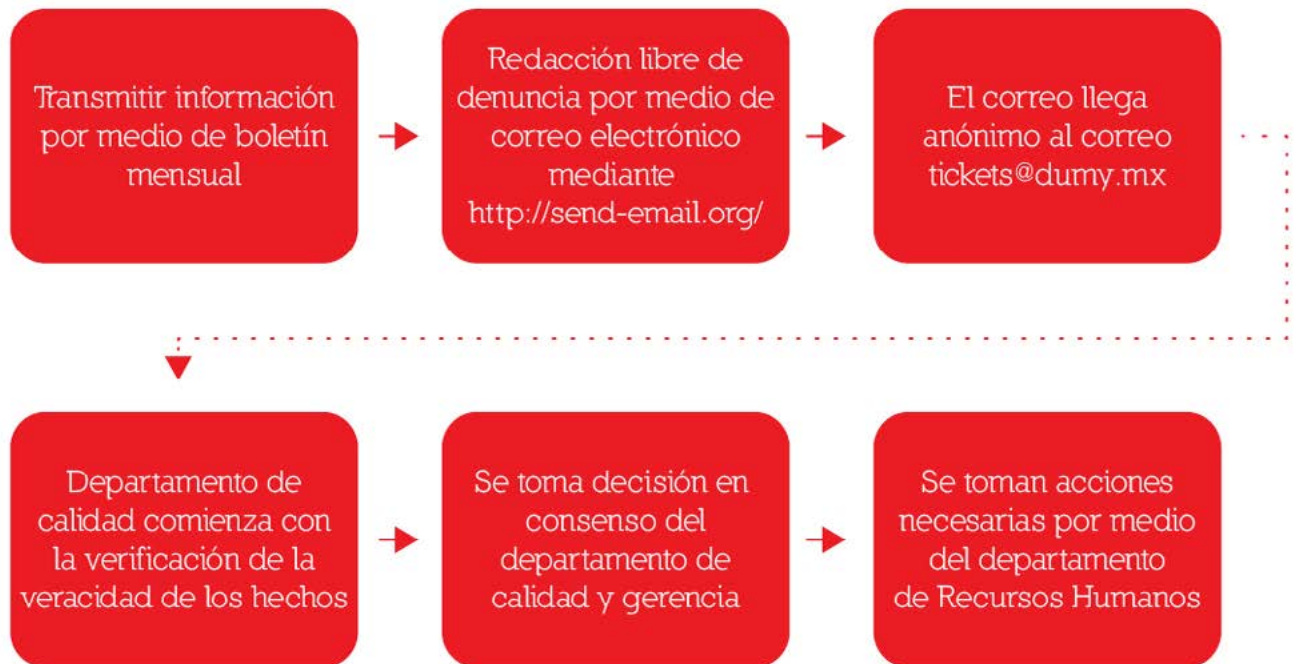 Transmitir información
por medio de boletín
mensual
Redacción libre de
denuncia por medio de
correo electrónico
mediante
http://send-email.org/
El correo llega
anónimo al correo
tickets@dumy.mx
Departamento de
calidad comienza con
la verificación de la
veracidad de los hechos
Se toma decisión en
consenso del
departamento de
calidad y gerencia
Se toman acciones
necesarias por medio
del departamento
de Recursos Humanos